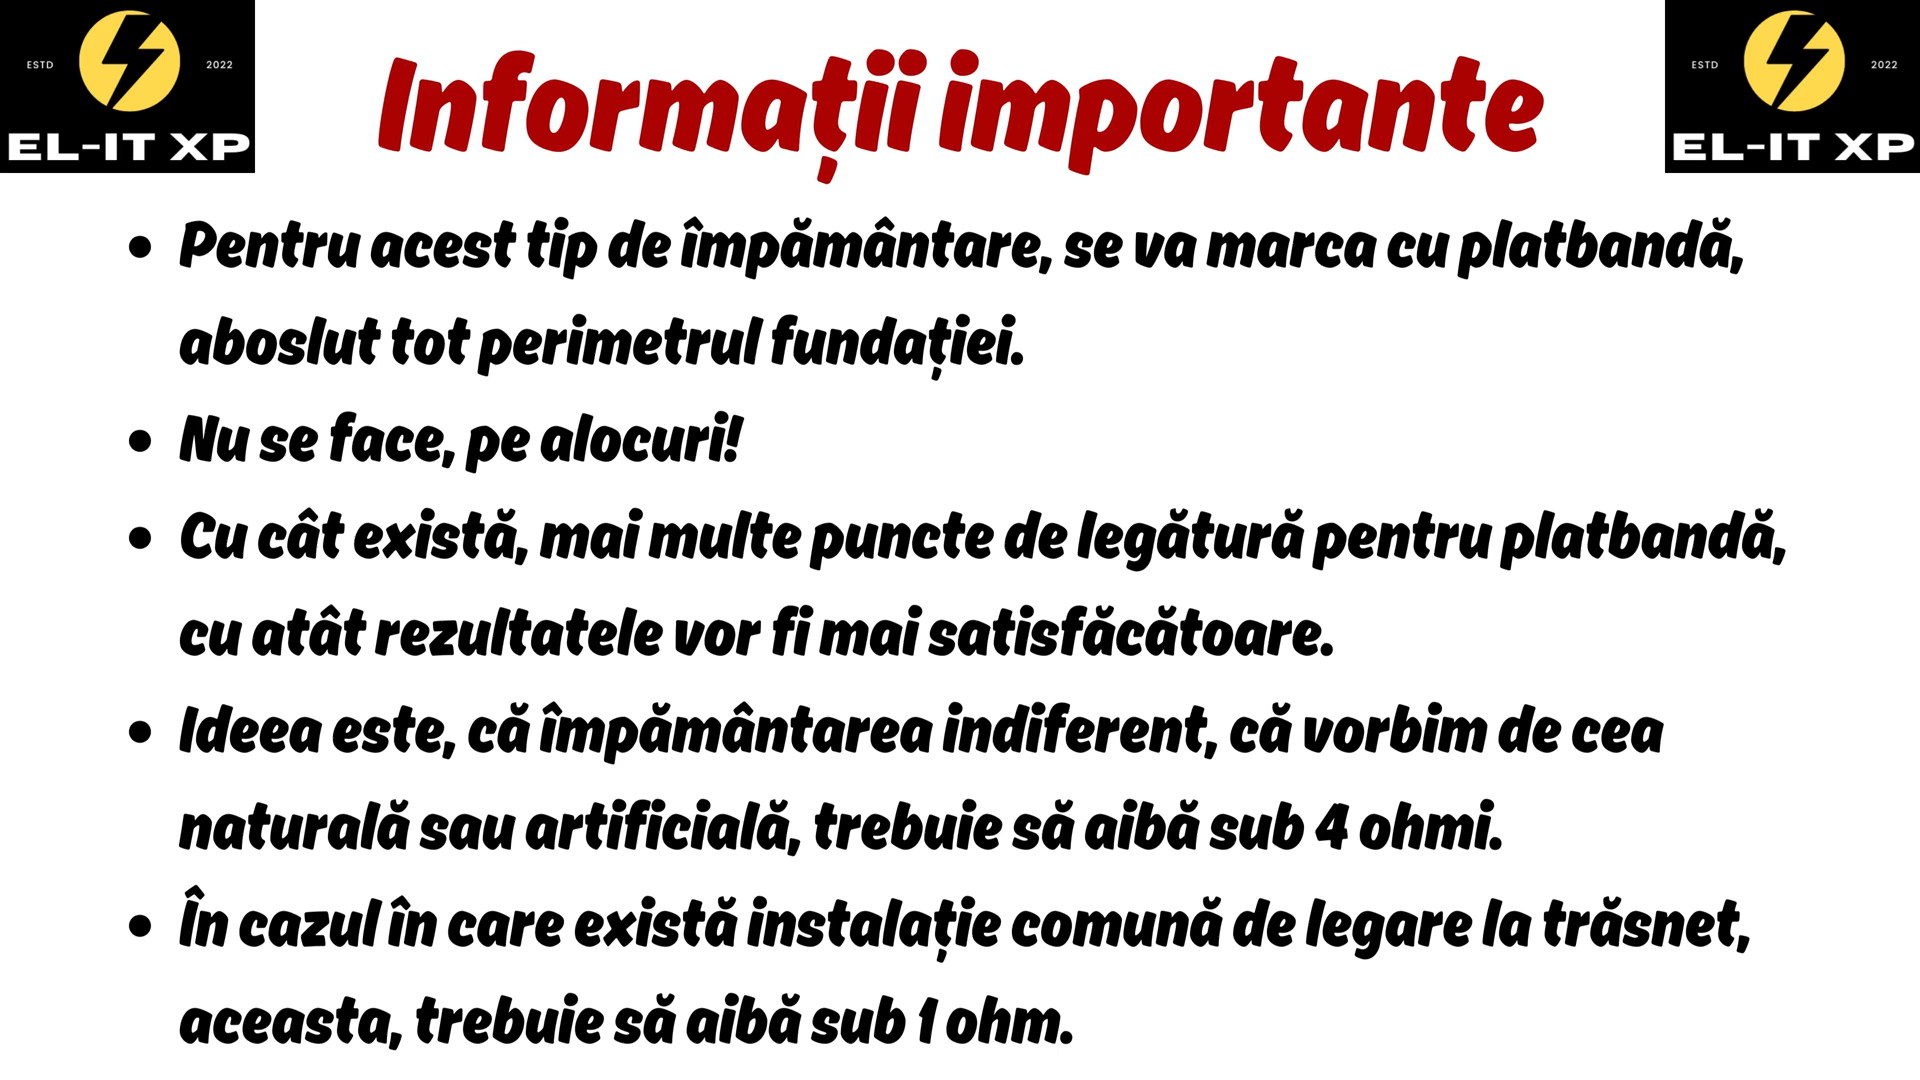 ESTD 2022
EL-IT XP
Informații importante
ESTD 2022
EL-IT XP
• Pentru acest tip de împământare, se va marca cu platbandă,
aboslut tot perimetrul fundației.
• Nu se face, pe alocuri!
• Cu cât există, mai multe puncte de legătură pentru platbandă,
cu atât rezultatele vor fi mai satisfăcătoare.
• Ideea este, că împământarea indiferent, că vorbim de cea
naturală sau artificială, trebuie să aibă sub 4 ohmi.
• În cazul în care există instalație comună de legare la trăsnet,
aceasta, trebuie să aibă sub 1 ohm.